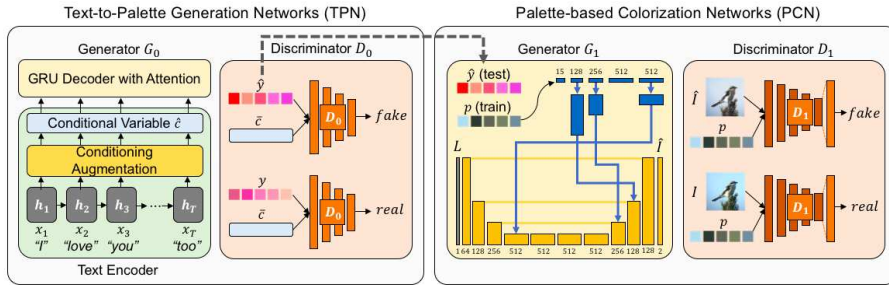 Text-to-Palette Generation Networks (TPN)
Generator G₀
GRU Decoder with Attention
Conditional Variable ĉ
Conditioning
Augmentation
h₁ h₂ h₃ h_T
x₁ x₂ x₃ x_T
"I" "love" "you" "too"
Text Encoder
Discriminator D₀
ŷ
c̄
D₀
fake
y
c̄
D₀
real
Palette-based Colorization Networks (PCN)
Generator G₁
ŷ (test)
p (train)
15 128 256 512 512
L
Î
1 64 128 256 512 512 512 512 256 128 128 2
Discriminator D₁
Î
p
D₁
fake
I
p
D₁
real